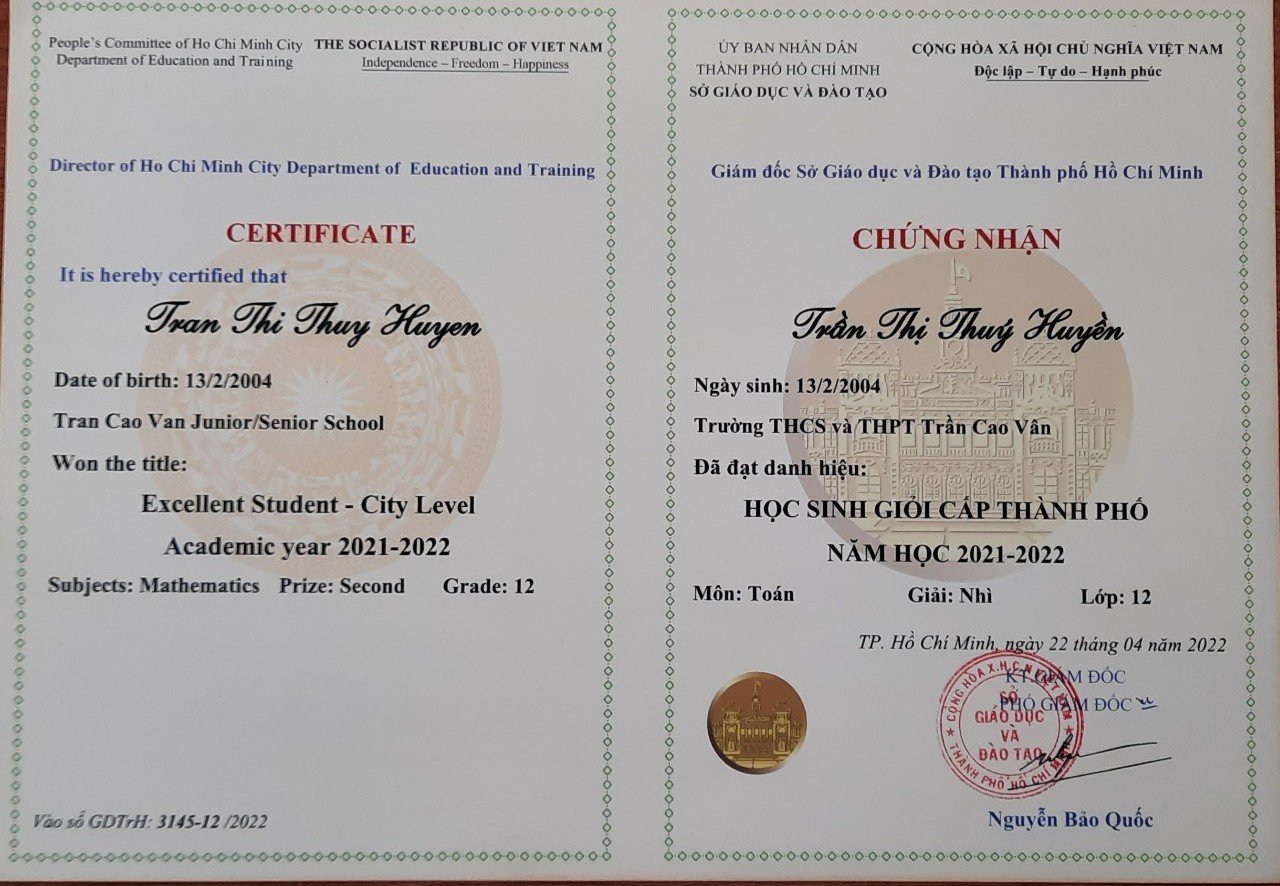 People's Committee of Ho Chi Minh City
Department of Education and Training
THE SOCIALIST REPUBLIC OF VIET NAM
Independence – Freedom – Happiness
Director of Ho Chi Minh City Department of Education and Training
CERTIFICATE
It is hereby certified that
Tran Thi Thuy Huyen
Date of birth: 13/2/2004
Tran Cao Van Junior/Senior School
Won the title:
Excellent Student - City Level
Academic year 2021-2022
Subjects: Mathematics Prize: Second Grade: 12
Vào sổ GDTrH: 3145-12 /2022
ỦY BAN NHÂN DÂN
THÀNH PHỐ HỒ CHÍ MINH
SỞ GIÁO DỤC VÀ ĐÀO TẠO
CỘNG HÒA XÃ HỘI CHỦ NGHĨA VIỆT NAM
Độc lập – Tự do – Hạnh phúc
Giám đốc Sở Giáo dục và Đào tạo Thành phố Hồ Chí Minh
CHỨNG NHẬN
Trần Thị Thuý Huyền
Ngày sinh: 13/2/2004
Trường THCS và THPT Trần Cao Vân
Đã đạt danh hiệu:
HỌC SINH GIỎI CẤP THÀNH PHỐ
NĂM HỌC 2021-2022
Môn: Toán Giải: Nhì Lớp: 12
TP. Hồ Chí Minh, ngày 22 tháng 04 năm 2022
KT.GIÁM ĐỐC
PHÓ GIÁM ĐỐC
CỘNG HÒA X.H.C.N VIỆT NAM
SỞ
GIÁO DỤC
VÀ
ĐÀO TẠO
THÀNH PHỐ HỒ CHÍ MINH
Nguyễn Bảo Quốc